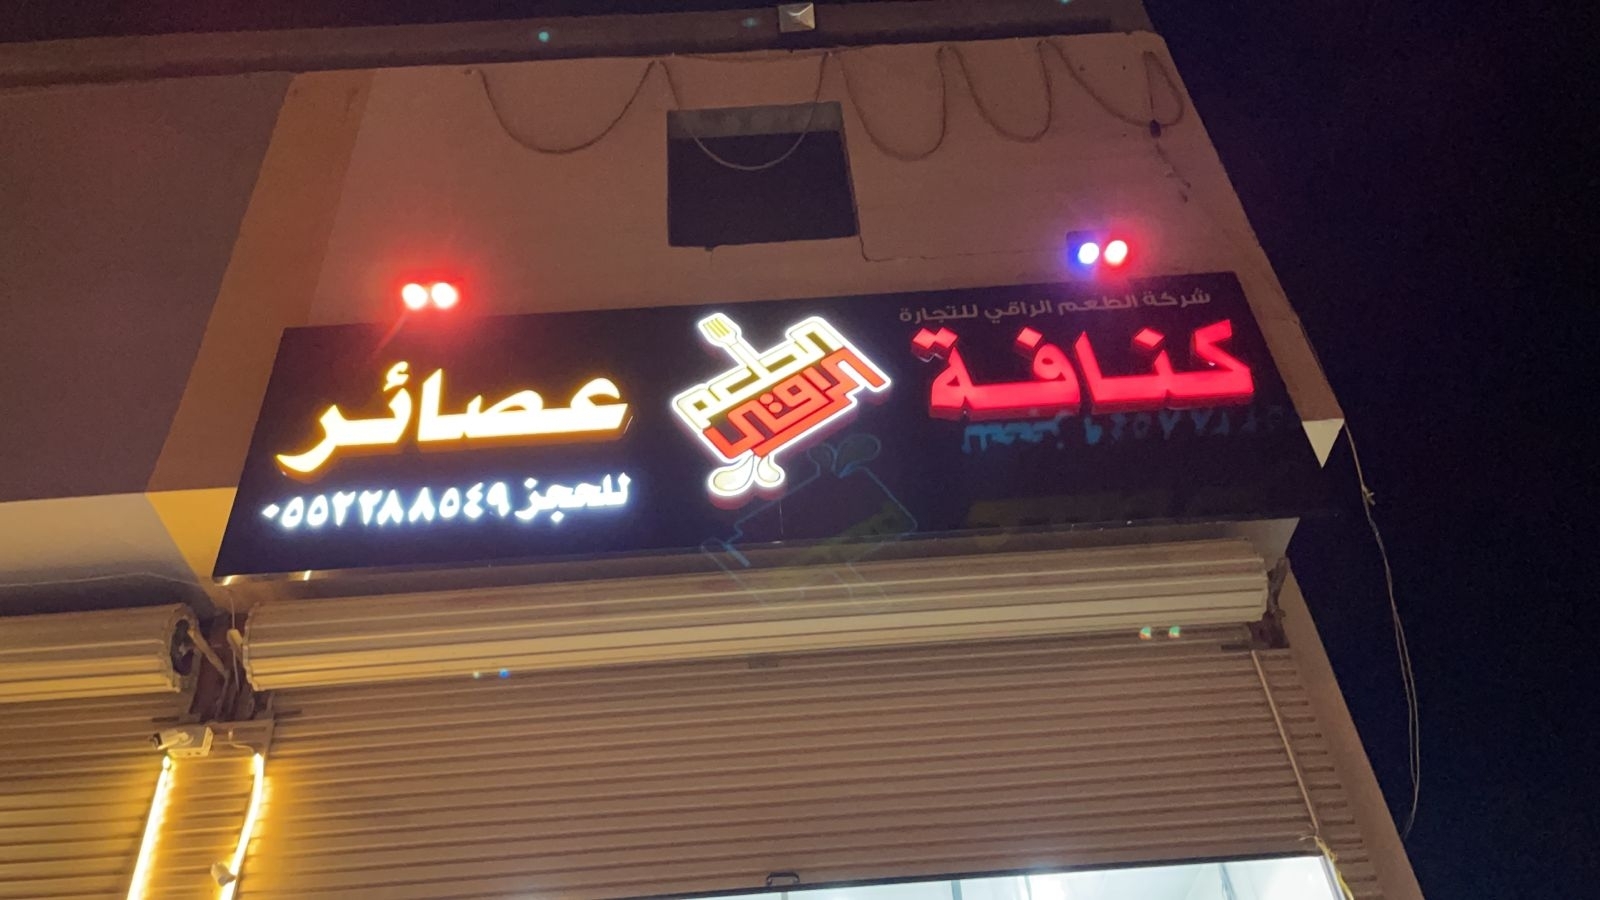 شركة الطعم الراقي للتجارة
كنافة
الطعم
الراقي
عصائر
للحجز ٠٥٥٢٢٨٨٥٤٩